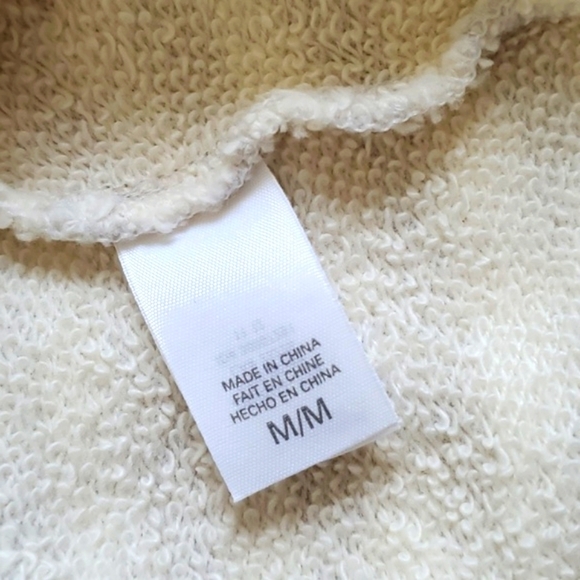 MADE IN CHINA
FAIT EN CHINE
HECHO EN CHINA
M/M